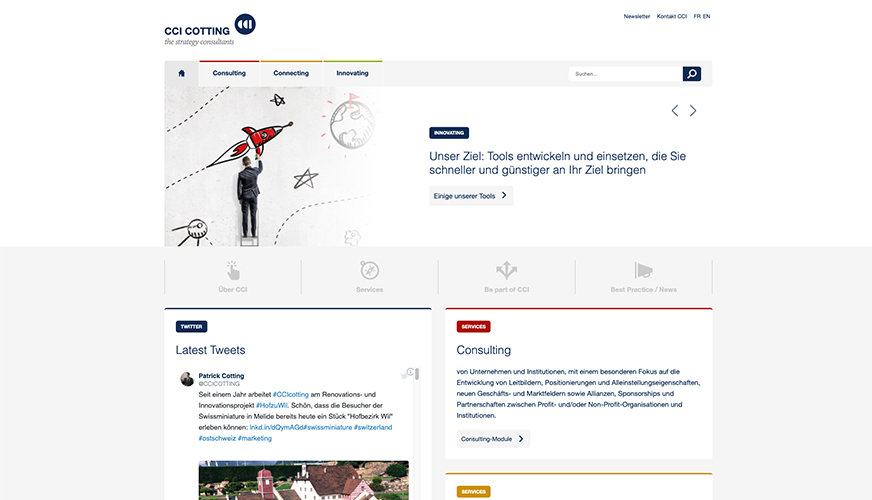 Newsletter Kontakt CCI FR EN
CCI COTTING CCI
the strategy consultants
Consulting Connecting Innovating
Suchen...
INNOVATING
Unser Ziel: Tools entwickeln und einsetzen, die Sie
schneller und günstiger an Ihr Ziel bringen
Einige unserer Tools
Über CCI
Services
Be part of CCI
Best Practice / News
TWITTER
Latest Tweets
Patrick Cotting
@CCICOTTING
Seit einem Jahr arbeitet #CCIcotting am Renovations- und
Innovationsprojekt #HofzuWil. Schön, dass die Besucher der
Swissminiature in Melide bereits heute ein Stück "Hofbezirk Wil"
erleben können: lnkd.in/dQymAGd#swissminiature #switzerland
#ostschweiz #marketing
SERVICES
Consulting
von Unternehmen und Institutionen, mit einem besonderen Fokus auf die
Entwicklung von Leitbildern, Positionierungen und Alleinstellungseigenschaften,
neuen Geschäfts- und Marktfeldern sowie Allianzen, Sponsorships und
Partnerschaften zwischen Profit- und/oder Non-Profit-Organisationen und
Institutionen.
Consulting-Module
SERVICES